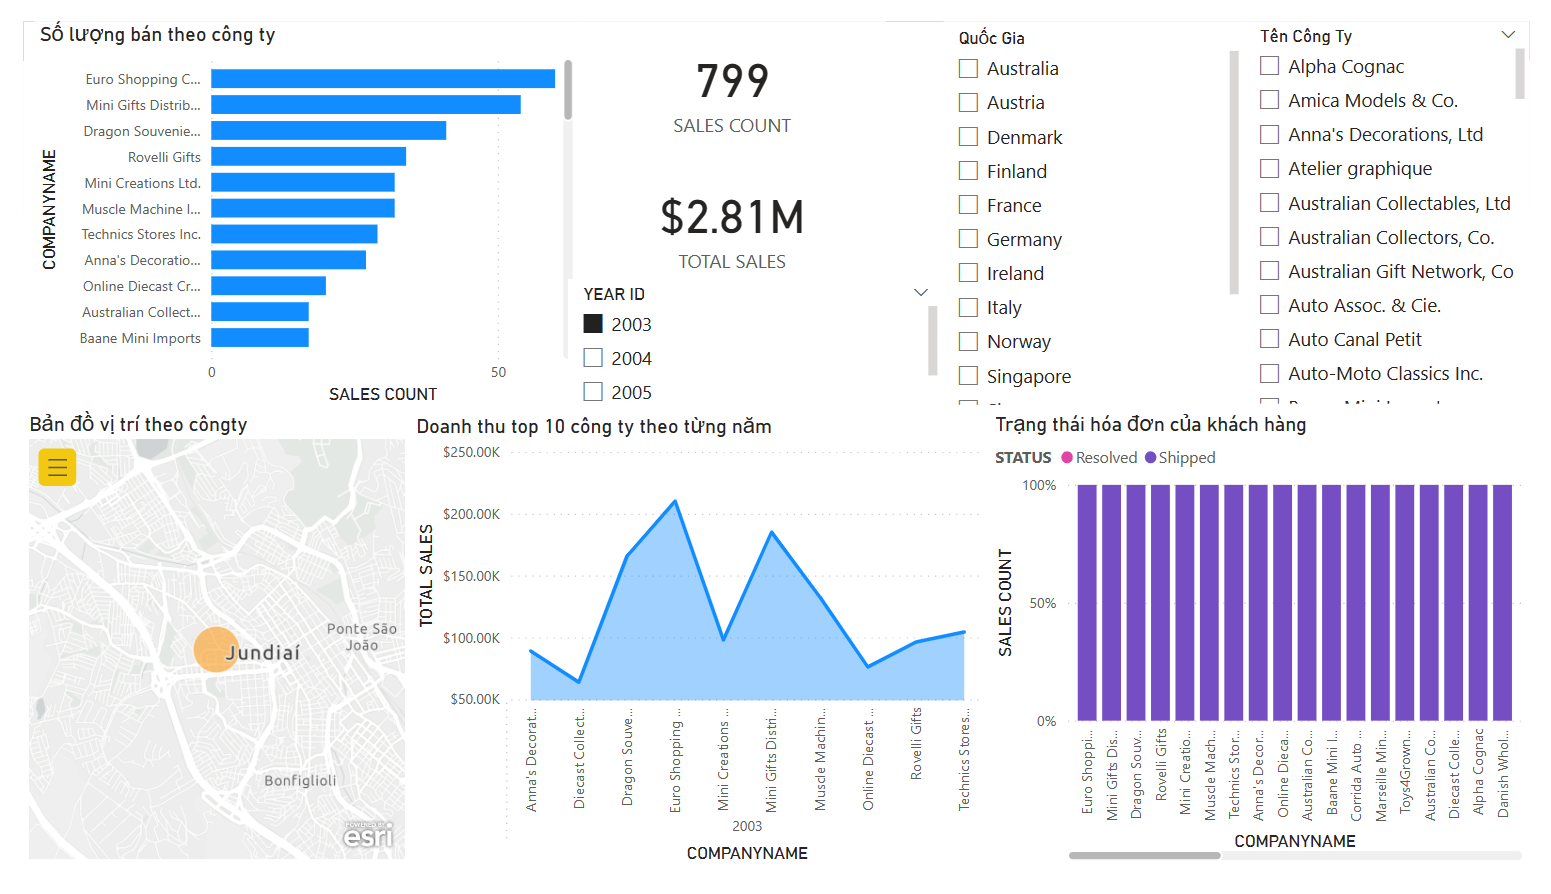 Số lượng bán theo công ty
COMPANYNAME
Euro Shopping C...
Mini Gifts Distrib...
Dragon Souvenie...
Rovelli Gifts
Mini Creations Ltd.
Muscle Machine I...
Technics Stores Inc.
Anna's Decoratio...
Online Diecast Cr...
Australian Collect...
Baane Mini Imports
0
50
SALES COUNT
799
SALES COUNT
$2.81M
TOTAL SALES
YEAR ID
2003
2004
2005
Quốc Gia
Australia
Austria
Denmark
Finland
France
Germany
Ireland
Italy
Norway
Singapore
Tên Công Ty
Alpha Cognac
Amica Models & Co.
Anna's Decorations, Ltd
Atelier graphique
Australian Collectables, Ltd
Australian Collectors, Co.
Australian Gift Network, Co
Auto Assoc. & Cie.
Auto Canal Petit
Auto-Moto Classics Inc.
Bản đồ vị trí theo côngty
Ponte São
João
Jundiaí
Bonfiglioli
POWERED BY
esri
Doanh thu top 10 công ty theo từng năm
TOTAL SALES
$250.00K
$200.00K
$150.00K
$100.00K
$50.00K
Anna's Decorat...
Diecast Collect...
Dragon Souve...
Euro Shopping ...
Mini Creations ...
Mini Gifts Distri...
Muscle Machin...
Online Diecast ...
Rovelli Gifts
Technics Stores...
2003
COMPANYNAME
Trạng thái hóa đơn của khách hàng
STATUS Resolved Shipped
SALES COUNT
100%
50%
0%
Euro Shoppi...
Mini Gifts Dis...
Dragon Souv...
Rovelli Gifts
Mini Creatio...
Muscle Mach...
Technics Stor...
Anna's Decor...
Online Dieca...
Australian Co...
Baane Mini I...
Corrida Auto ...
Marseille Min...
Toys4Grown...
Australian Co...
Diecast Colle...
Alpha Cognac
Danish Whol...
COMPANYNAME